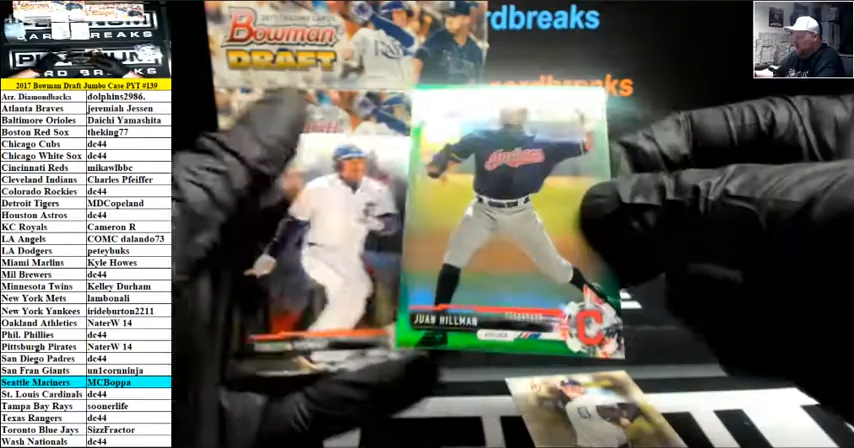 2017 Bowman Draft Jumbo Case PYT #139
Arz. Diamondbacks dolphins2986.
Atlanta Braves jeremiah Jessen
Baltimore Orioles Daichi Yamashita
Boston Red Sox theking77
Chicago Cubs dc44
Chicago White Sox dc44
Cincinnati Reds mikawlbbc
Cleveland Indians Charles Pfeiffer
Colorado Rockies dc44
Detroit Tigers MDCopeland
Houston Astros dc44
KC Royals Cameron R
LA Angels COMC dalando73
LA Dodgers peteybuks
Miami Marlins Kyle Howes
Mil Brewers dc44
Minnesota Twins Kelley Durham
New York Mets lambonali
New York Yankees irideburton2211
Oakland Athletics NaterW 14
Phil. Phillies dc44
Pittsburgh Pirates NaterW 14
San Diego Padres dc44
San Fran Giants un1cornninja
Seattle Mariners MCBoppa
St. Louis Cardinals dc44
Tampa Bay Rays soonerlife
Texas Rangers dc44
Toronto Blue Jays SizzFractor
Wash Nationals dc44
Bowman
DRAFT
rdbreaks
Indians
JUAN HILLMAN
C